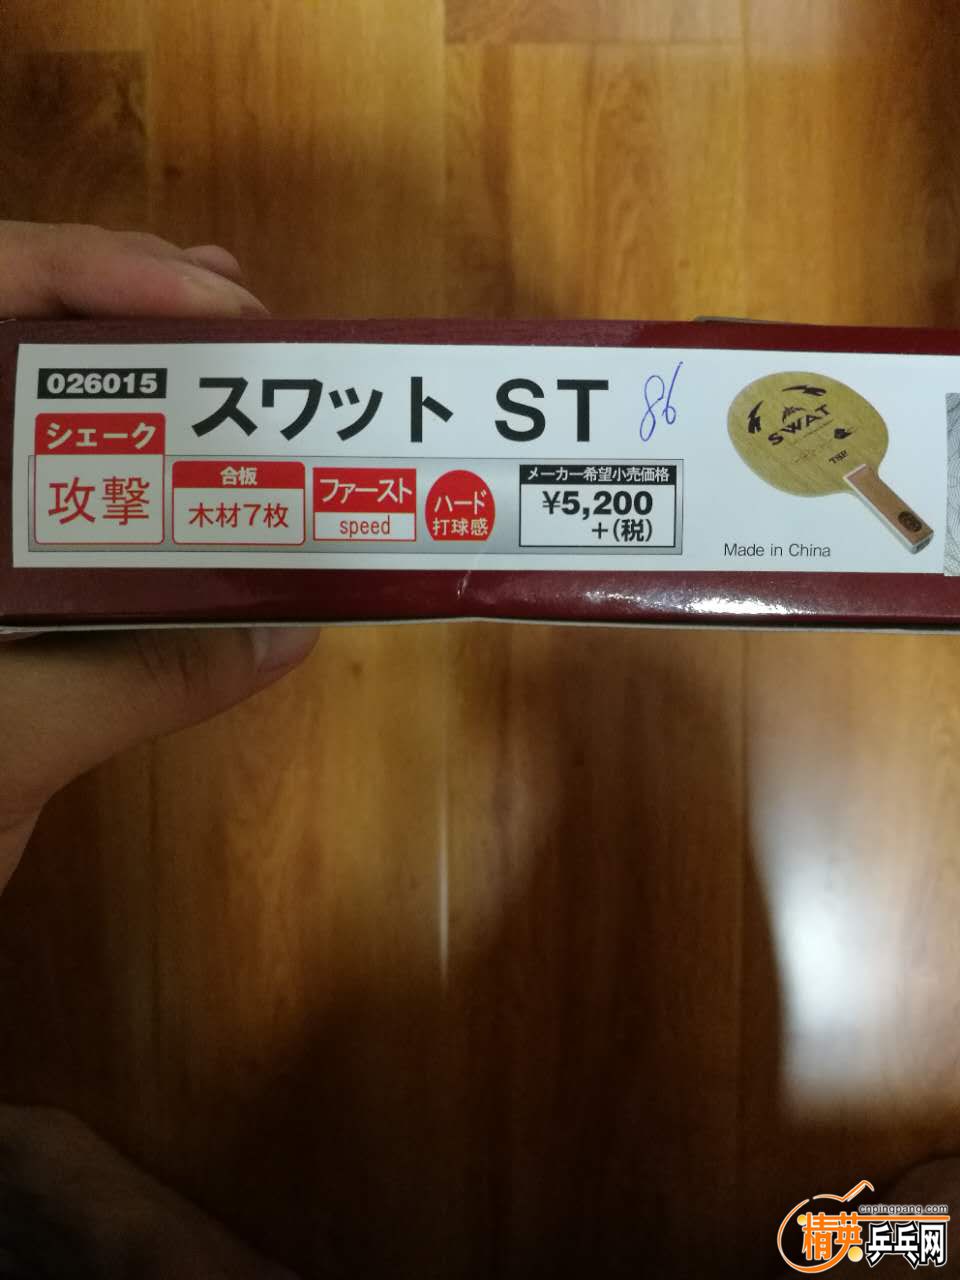 026015
スワット ST
86
シェーク
攻撃
合板
木材7枚
ファースト
speed
ハード
打球感
メーカー希望小売価格
¥5,200
+(税)
SWAT
TSP
Made in China
cnpingpang.com
精英乒乓网